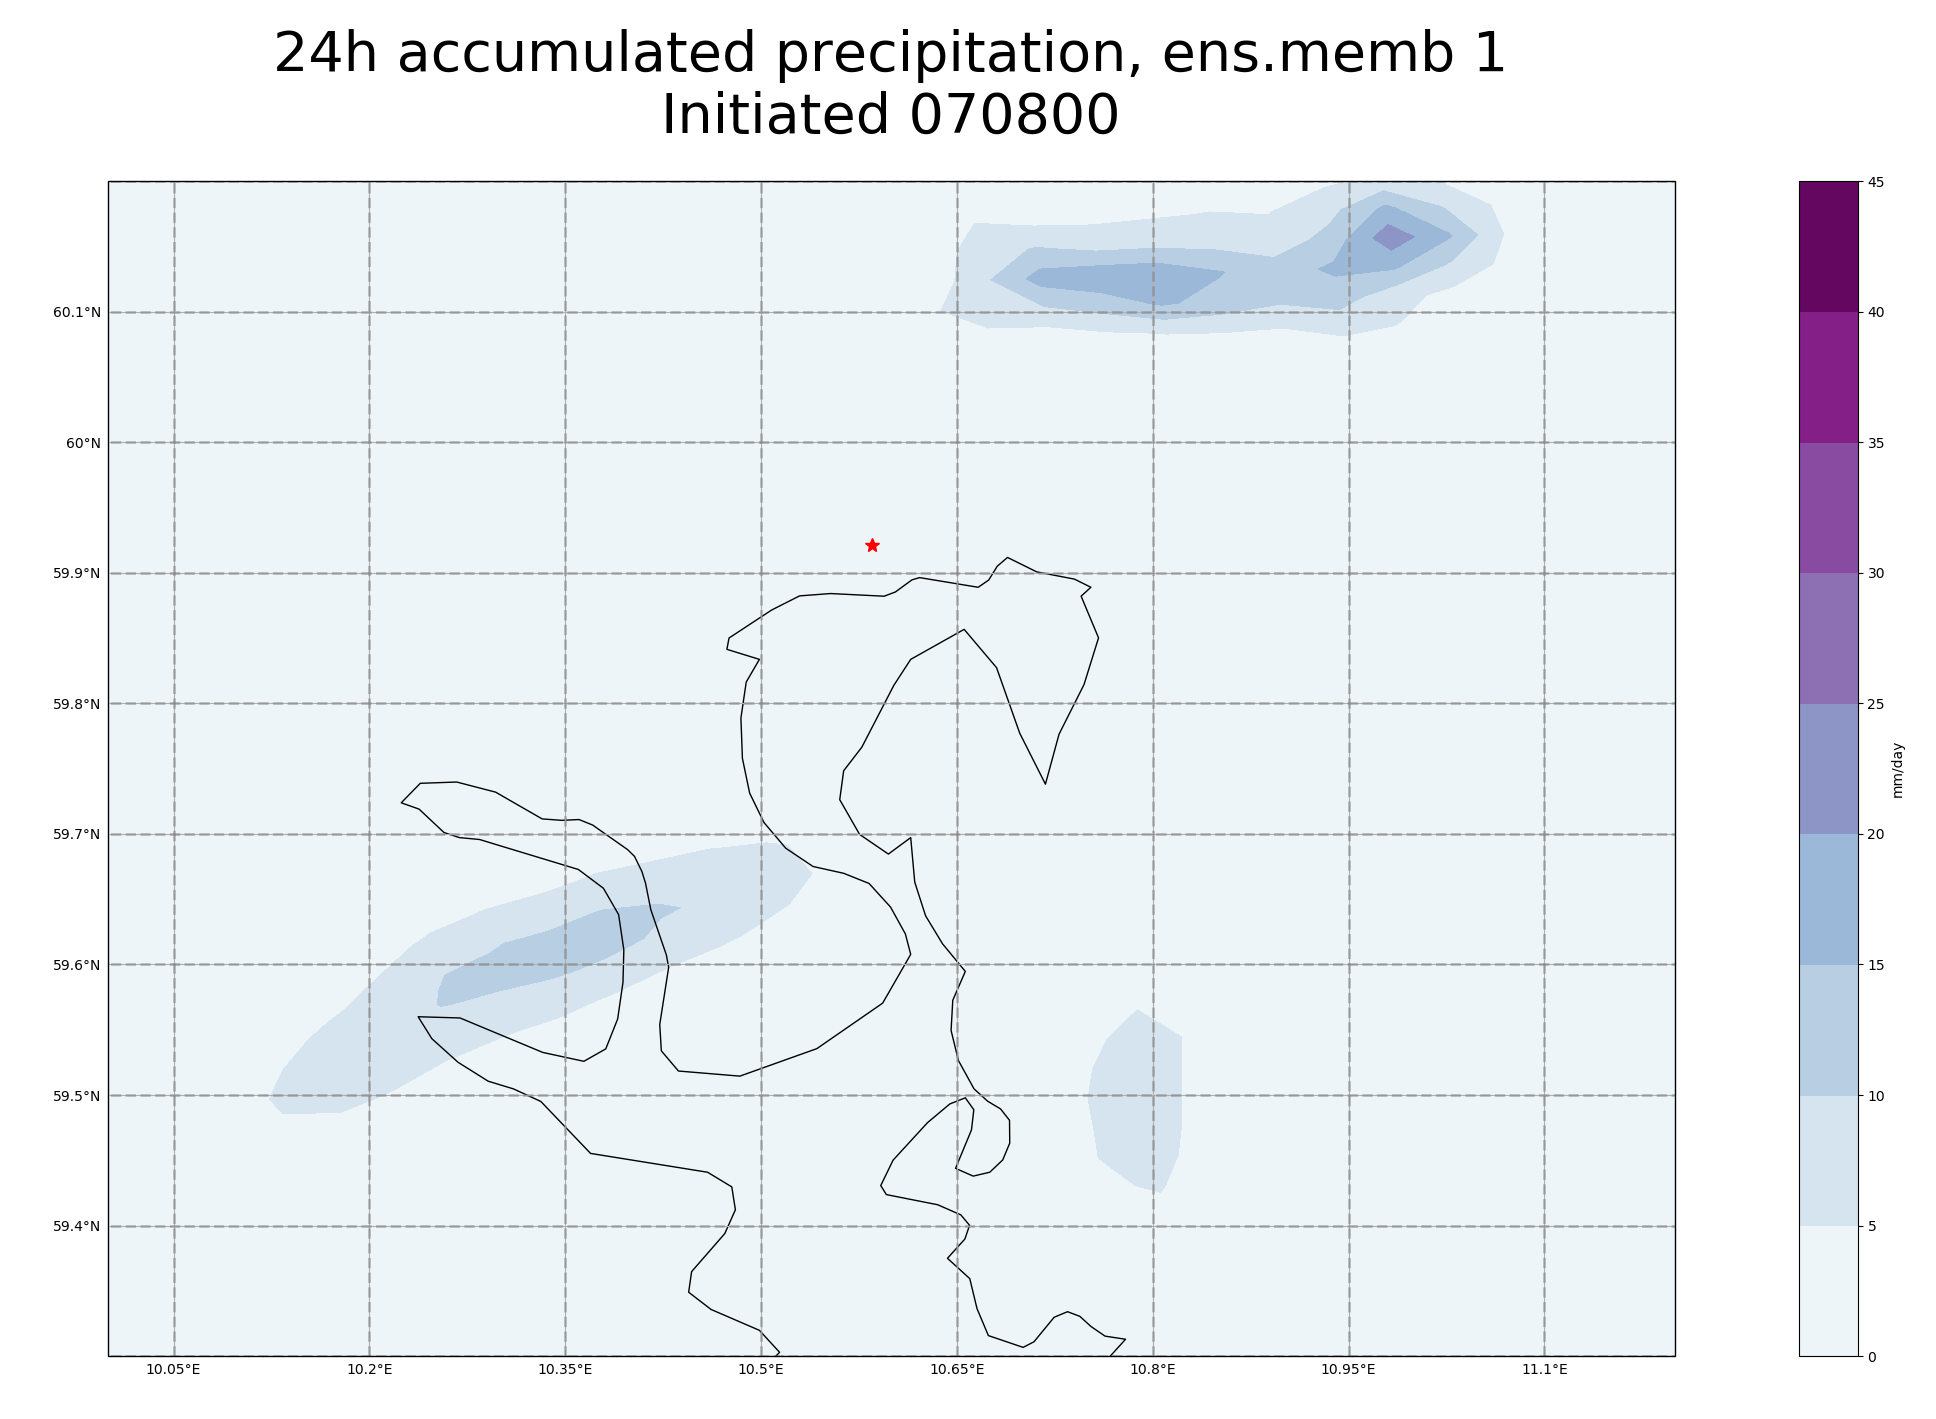 24h accumulated precipitation, ens.memb 1
Initiated 070800
60.1°N
60°N
59.9°N
59.8°N
59.7°N
59.6°N
59.5°N
59.4°N
10.05°E 10.2°E 10.35°E 10.5°E 10.65°E 10.8°E 10.95°E 11.1°E
45
40
35
30
25
20
15
10
5
0
mm/day